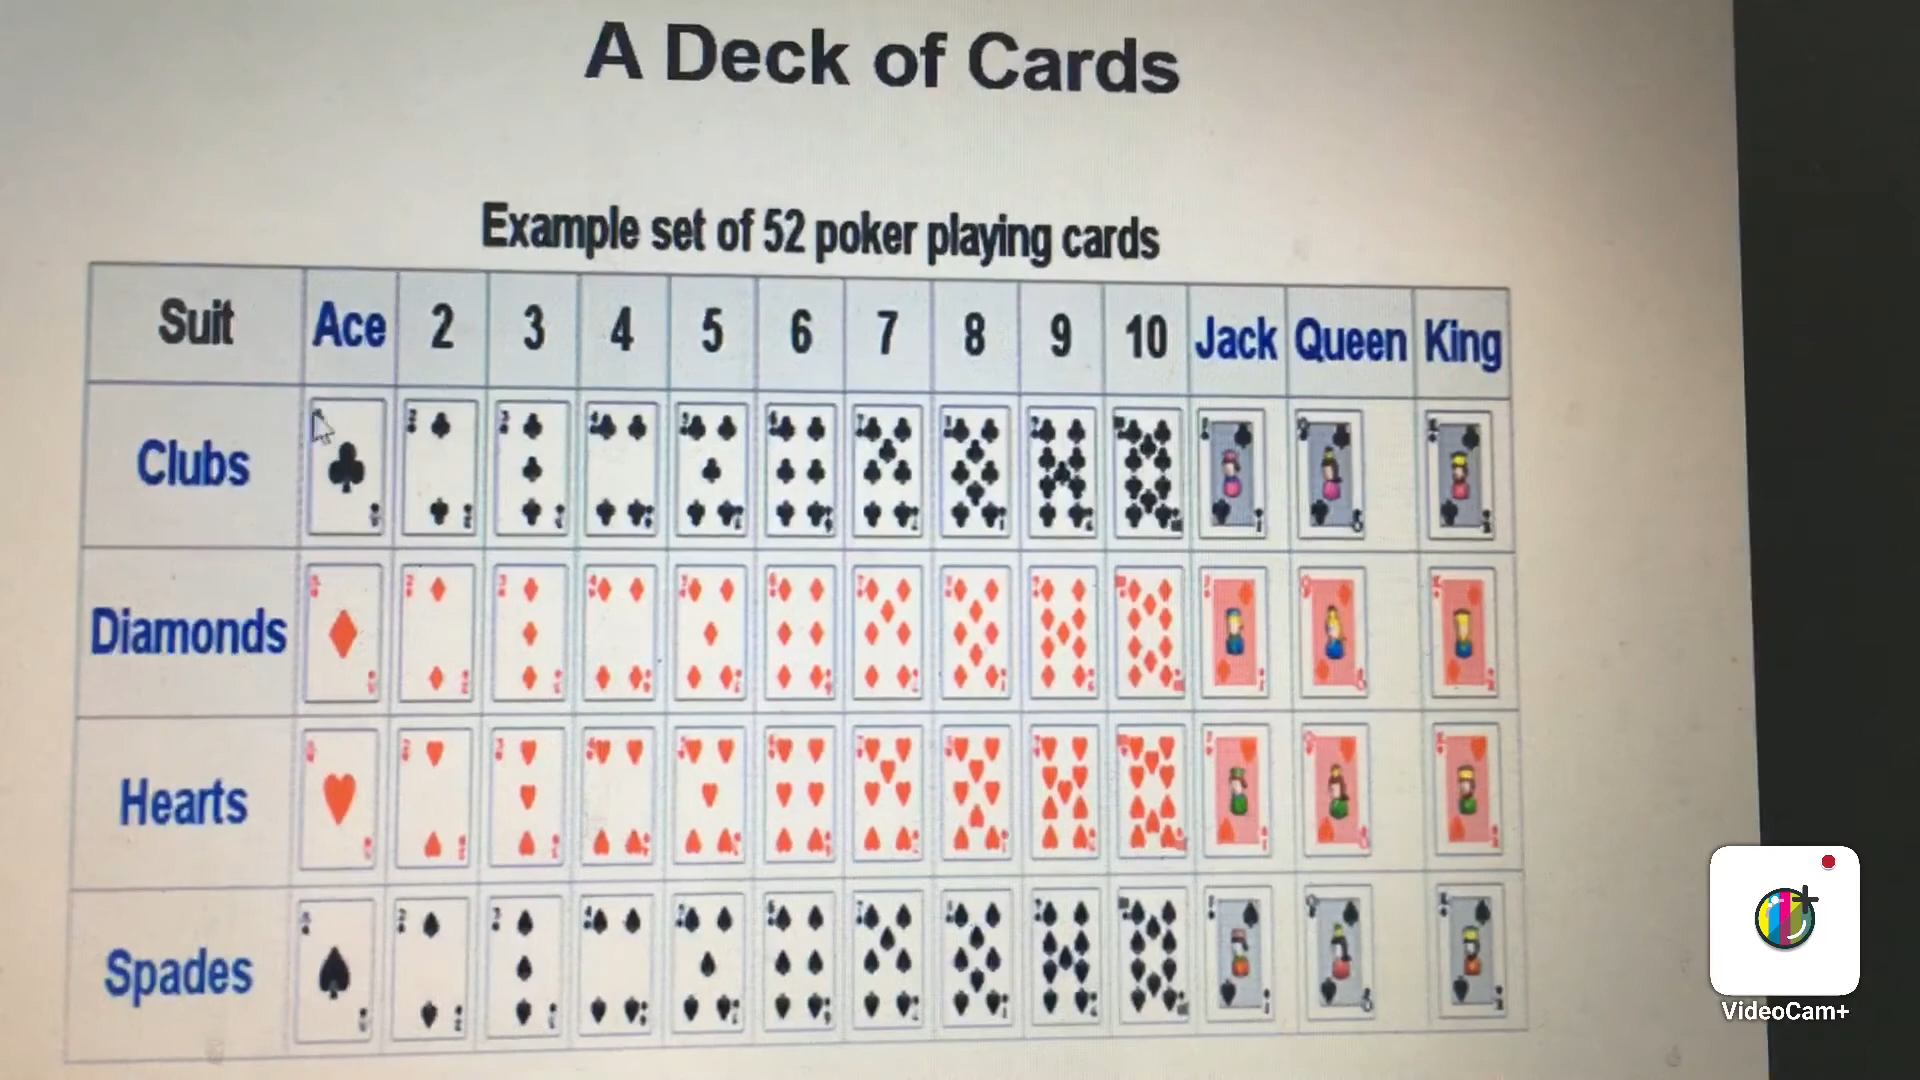 A Deck of Cards
Example set of 52 poker playing cards
Suit Ace 2 3 4 5 6 7 8 9 10 Jack Queen King
Clubs
Diamonds
Hearts
Spades
VideoCam+